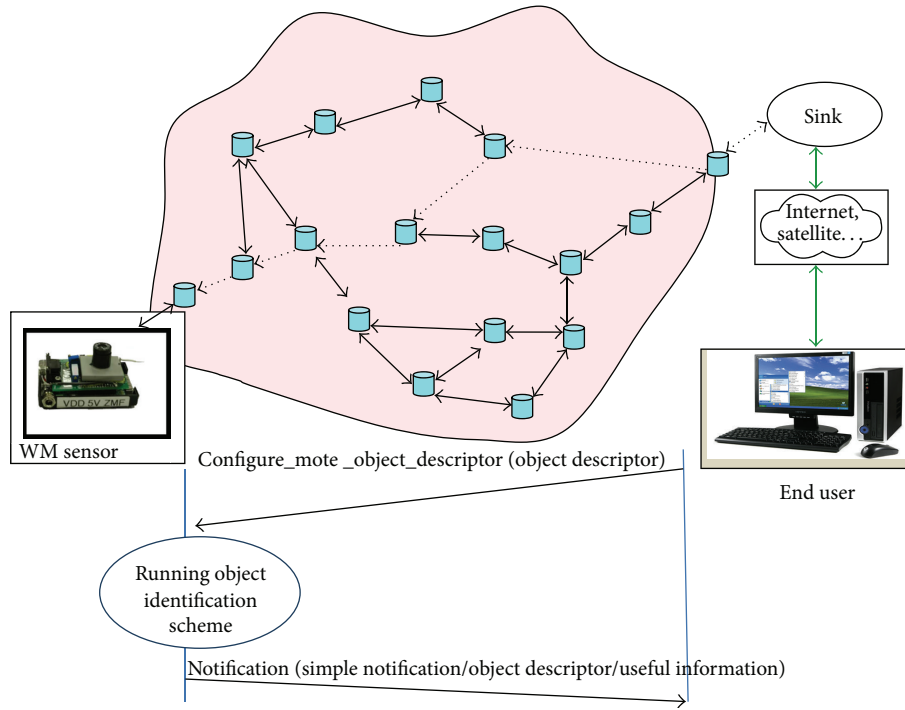 Sink
Internet,
satellite. . .
VDD 5V ZMF
WM sensor
End user
Configure_mote _object_descriptor (object descriptor)
Running object
identification
scheme
Notification (simple notification/object descriptor/useful information)